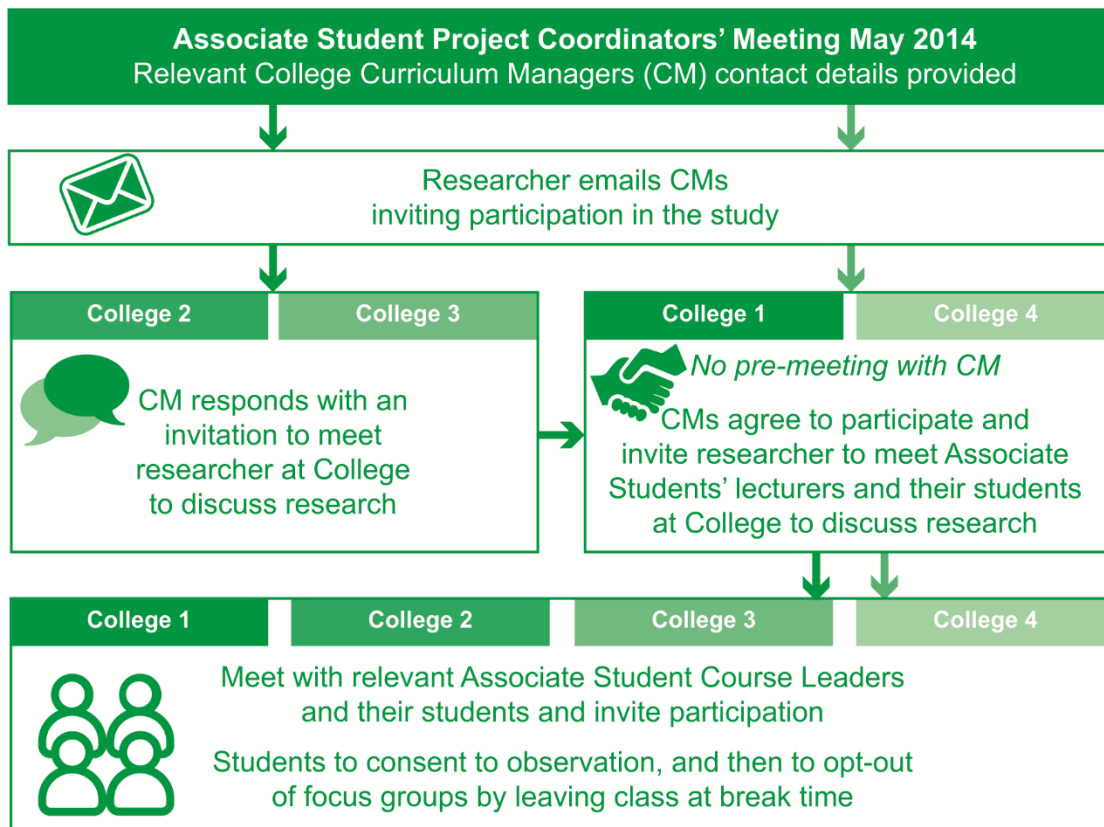 Associate Student Project Coordinators’ Meeting May 2014
Relevant College Curriculum Managers (CM) contact details provided
Researcher emails CMs
inviting participation in the study
College 2
College 3
CM responds with an
invitation to meet
researcher at College
to discuss research
College 1
College 4
No pre-meeting with CM
CMs agree to participate and
invite researcher to meet Associate
Students’ lecturers and their students
at College to discuss research
College 1
College 2
College 3
College 4
Meet with relevant Associate Student Course Leaders
and their students and invite participation
Students to consent to observation, and then to opt-out
of focus groups by leaving class at break time